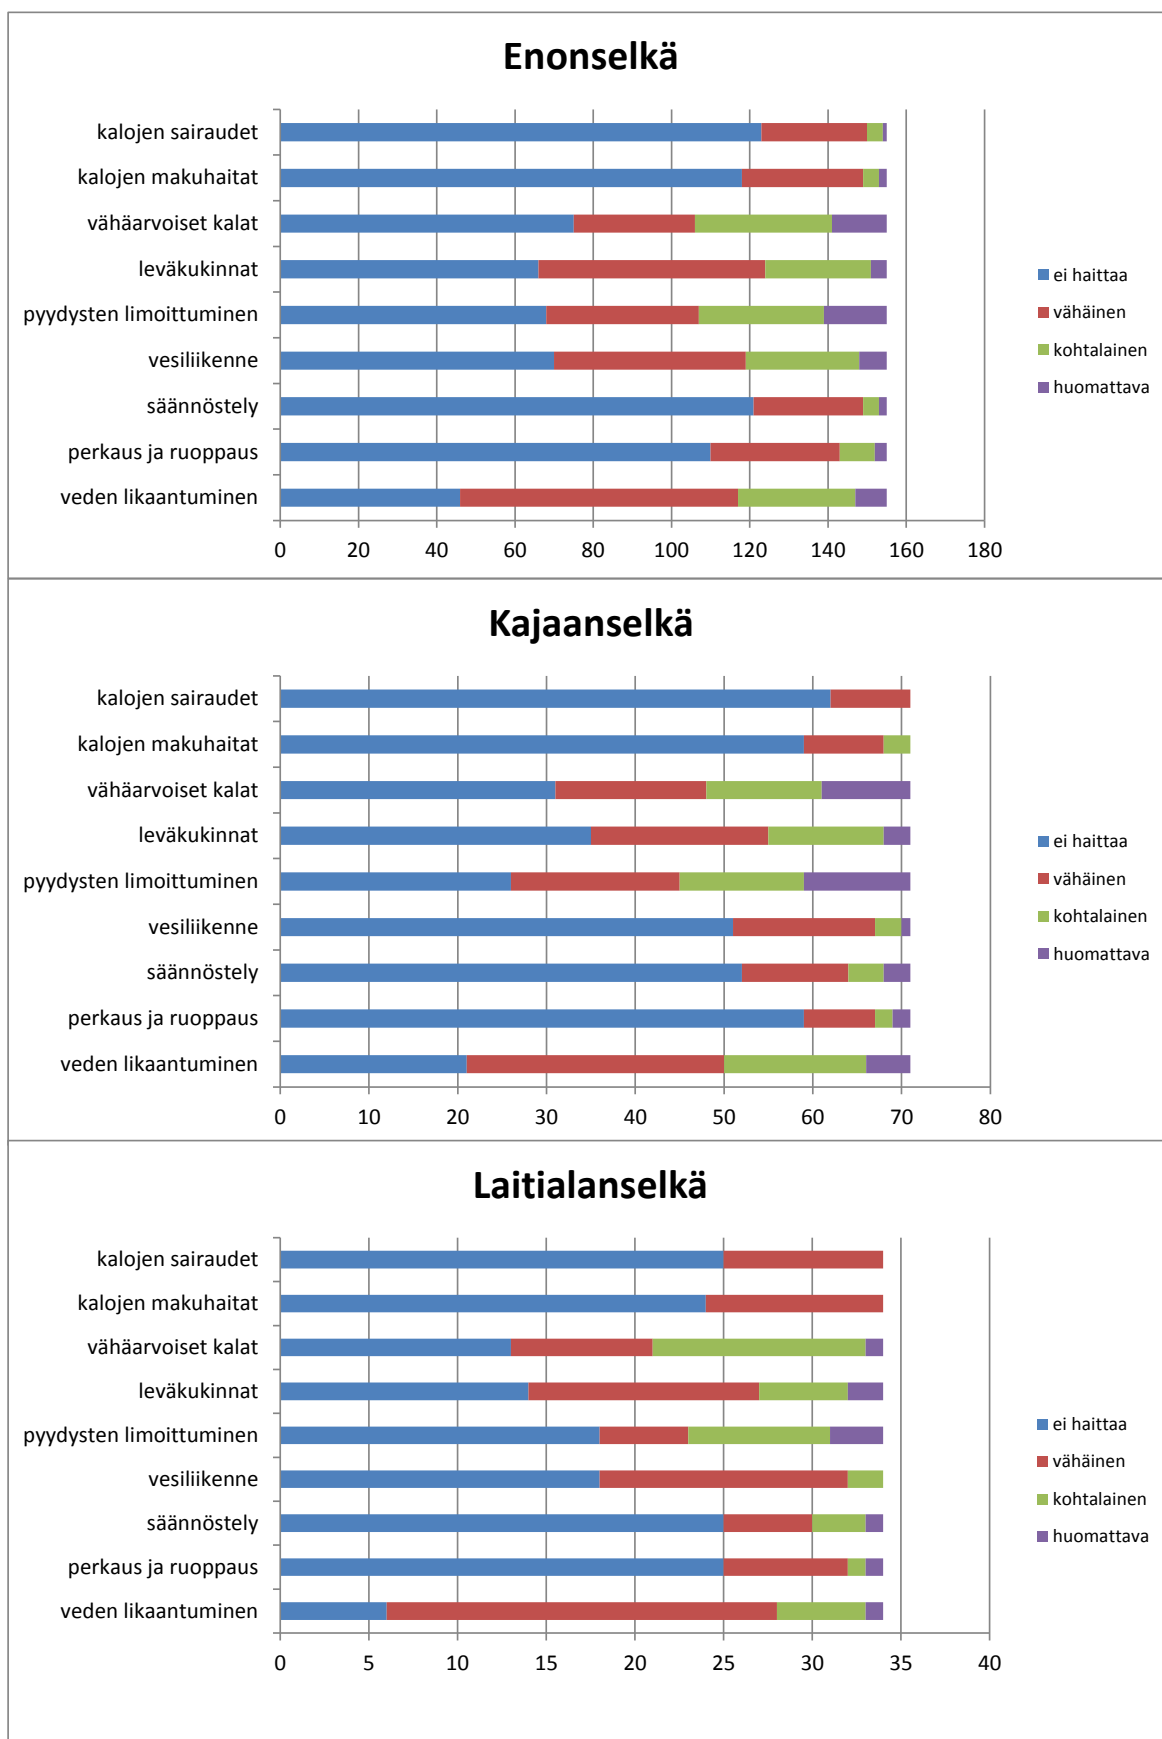 Enonselkä
kalojen sairaudet
kalojen makuhaitat
vähäarvoiset kalat
leväkukinnat
pyydysten limoittuminen
vesiliikenne
säännöstely
perkaus ja ruoppaus
veden likaantuminen
0 20 40 60 80 100 120 140 160 180
ei haittaa
vähäinen
kohtalainen
huomattava
Kajaanselkä
kalojen sairaudet
kalojen makuhaitat
vähäarvoiset kalat
leväkukinnat
pyydysten limoittuminen
vesiliikenne
säännöstely
perkaus ja ruoppaus
veden likaantuminen
0 10 20 30 40 50 60 70 80
ei haittaa
vähäinen
kohtalainen
huomattava
Laitialanselkä
kalojen sairaudet
kalojen makuhaitat
vähäarvoiset kalat
leväkukinnat
pyydysten limoittuminen
vesiliikenne
säännöstely
perkaus ja ruoppaus
veden likaantuminen
0 5 10 15 20 25 30 35 40
ei haittaa
vähäinen
kohtalainen
huomattava